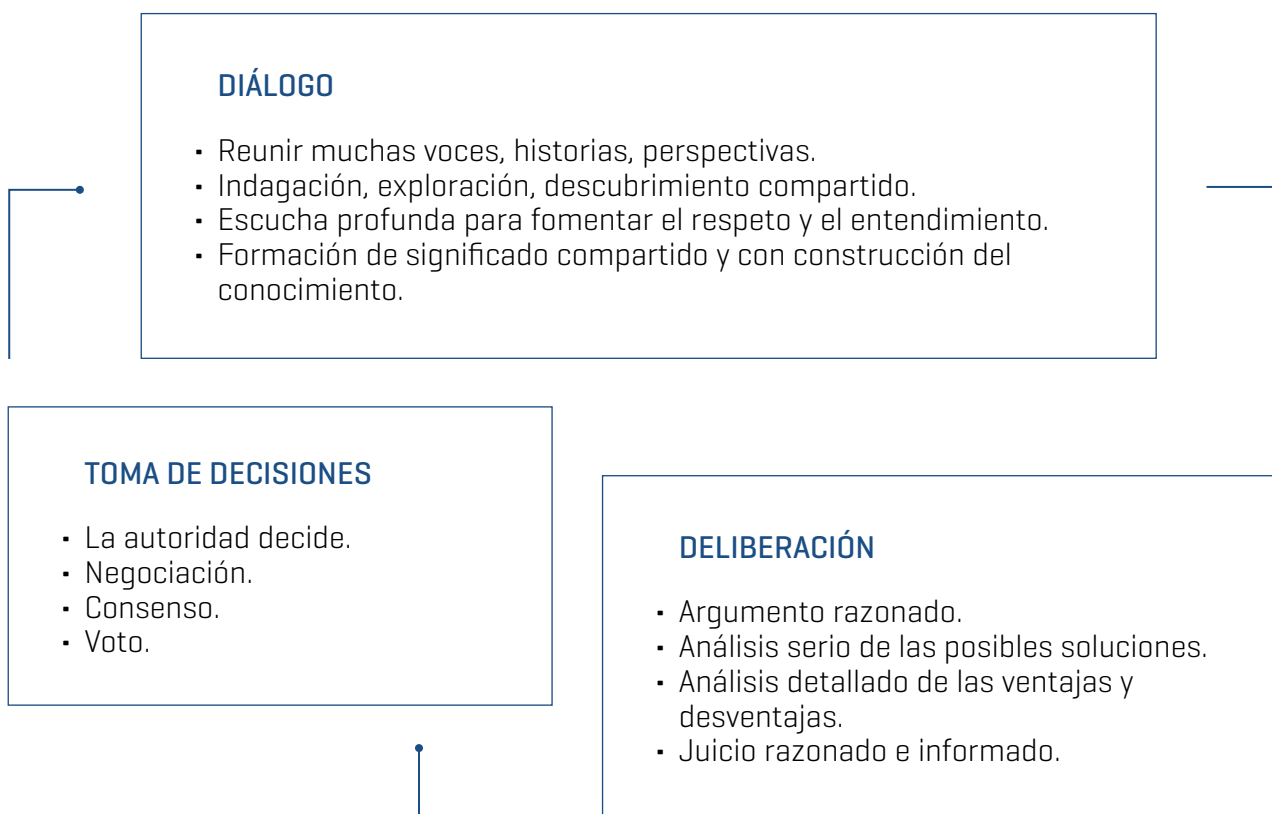 DIÁLOGO
▪ Reunir muchas voces, historias, perspectivas.
▪ Indagación, exploración, descubrimiento compartido.
▪ Escucha profunda para fomentar el respeto y el entendimiento.
▪ Formación de significado compartido y con construcción del
conocimiento.
TOMA DE DECISIONES
▪ La autoridad decide.
▪ Negociación.
▪ Consenso.
▪ Voto.
DELIBERACIÓN
▪ Argumento razonado.
▪ Análisis serio de las posibles soluciones.
▪ Análisis detallado de las ventajas y
desventajas.
▪ Juicio razonado e informado.